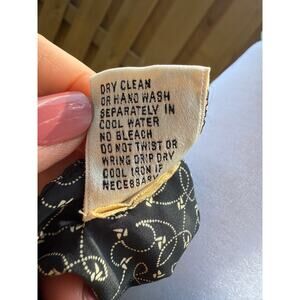 DRY CLEAN
OR HAND WASH
SEPARATELY IN
COOL WATER
NO BLEACH
DO NOT TWIST OR
WRING DRIP DRY
COOL IRON IF
NECESSARY